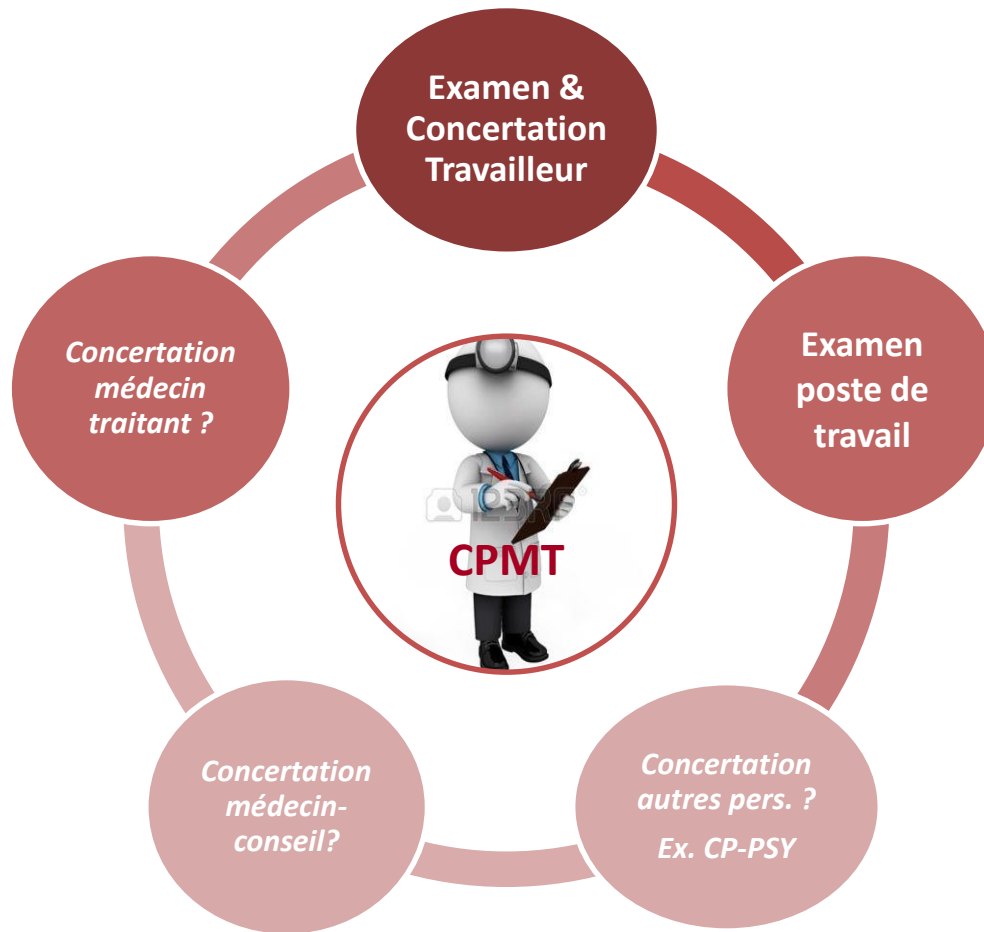 Examen &
Concertation
Travailleur
Examen
poste de
travail
Concertation
autres pers. ?
Ex. CP-PSY
Concertation
médecin-
conseil?
Concertation
médecin
traitant ?
123RF
CPMT